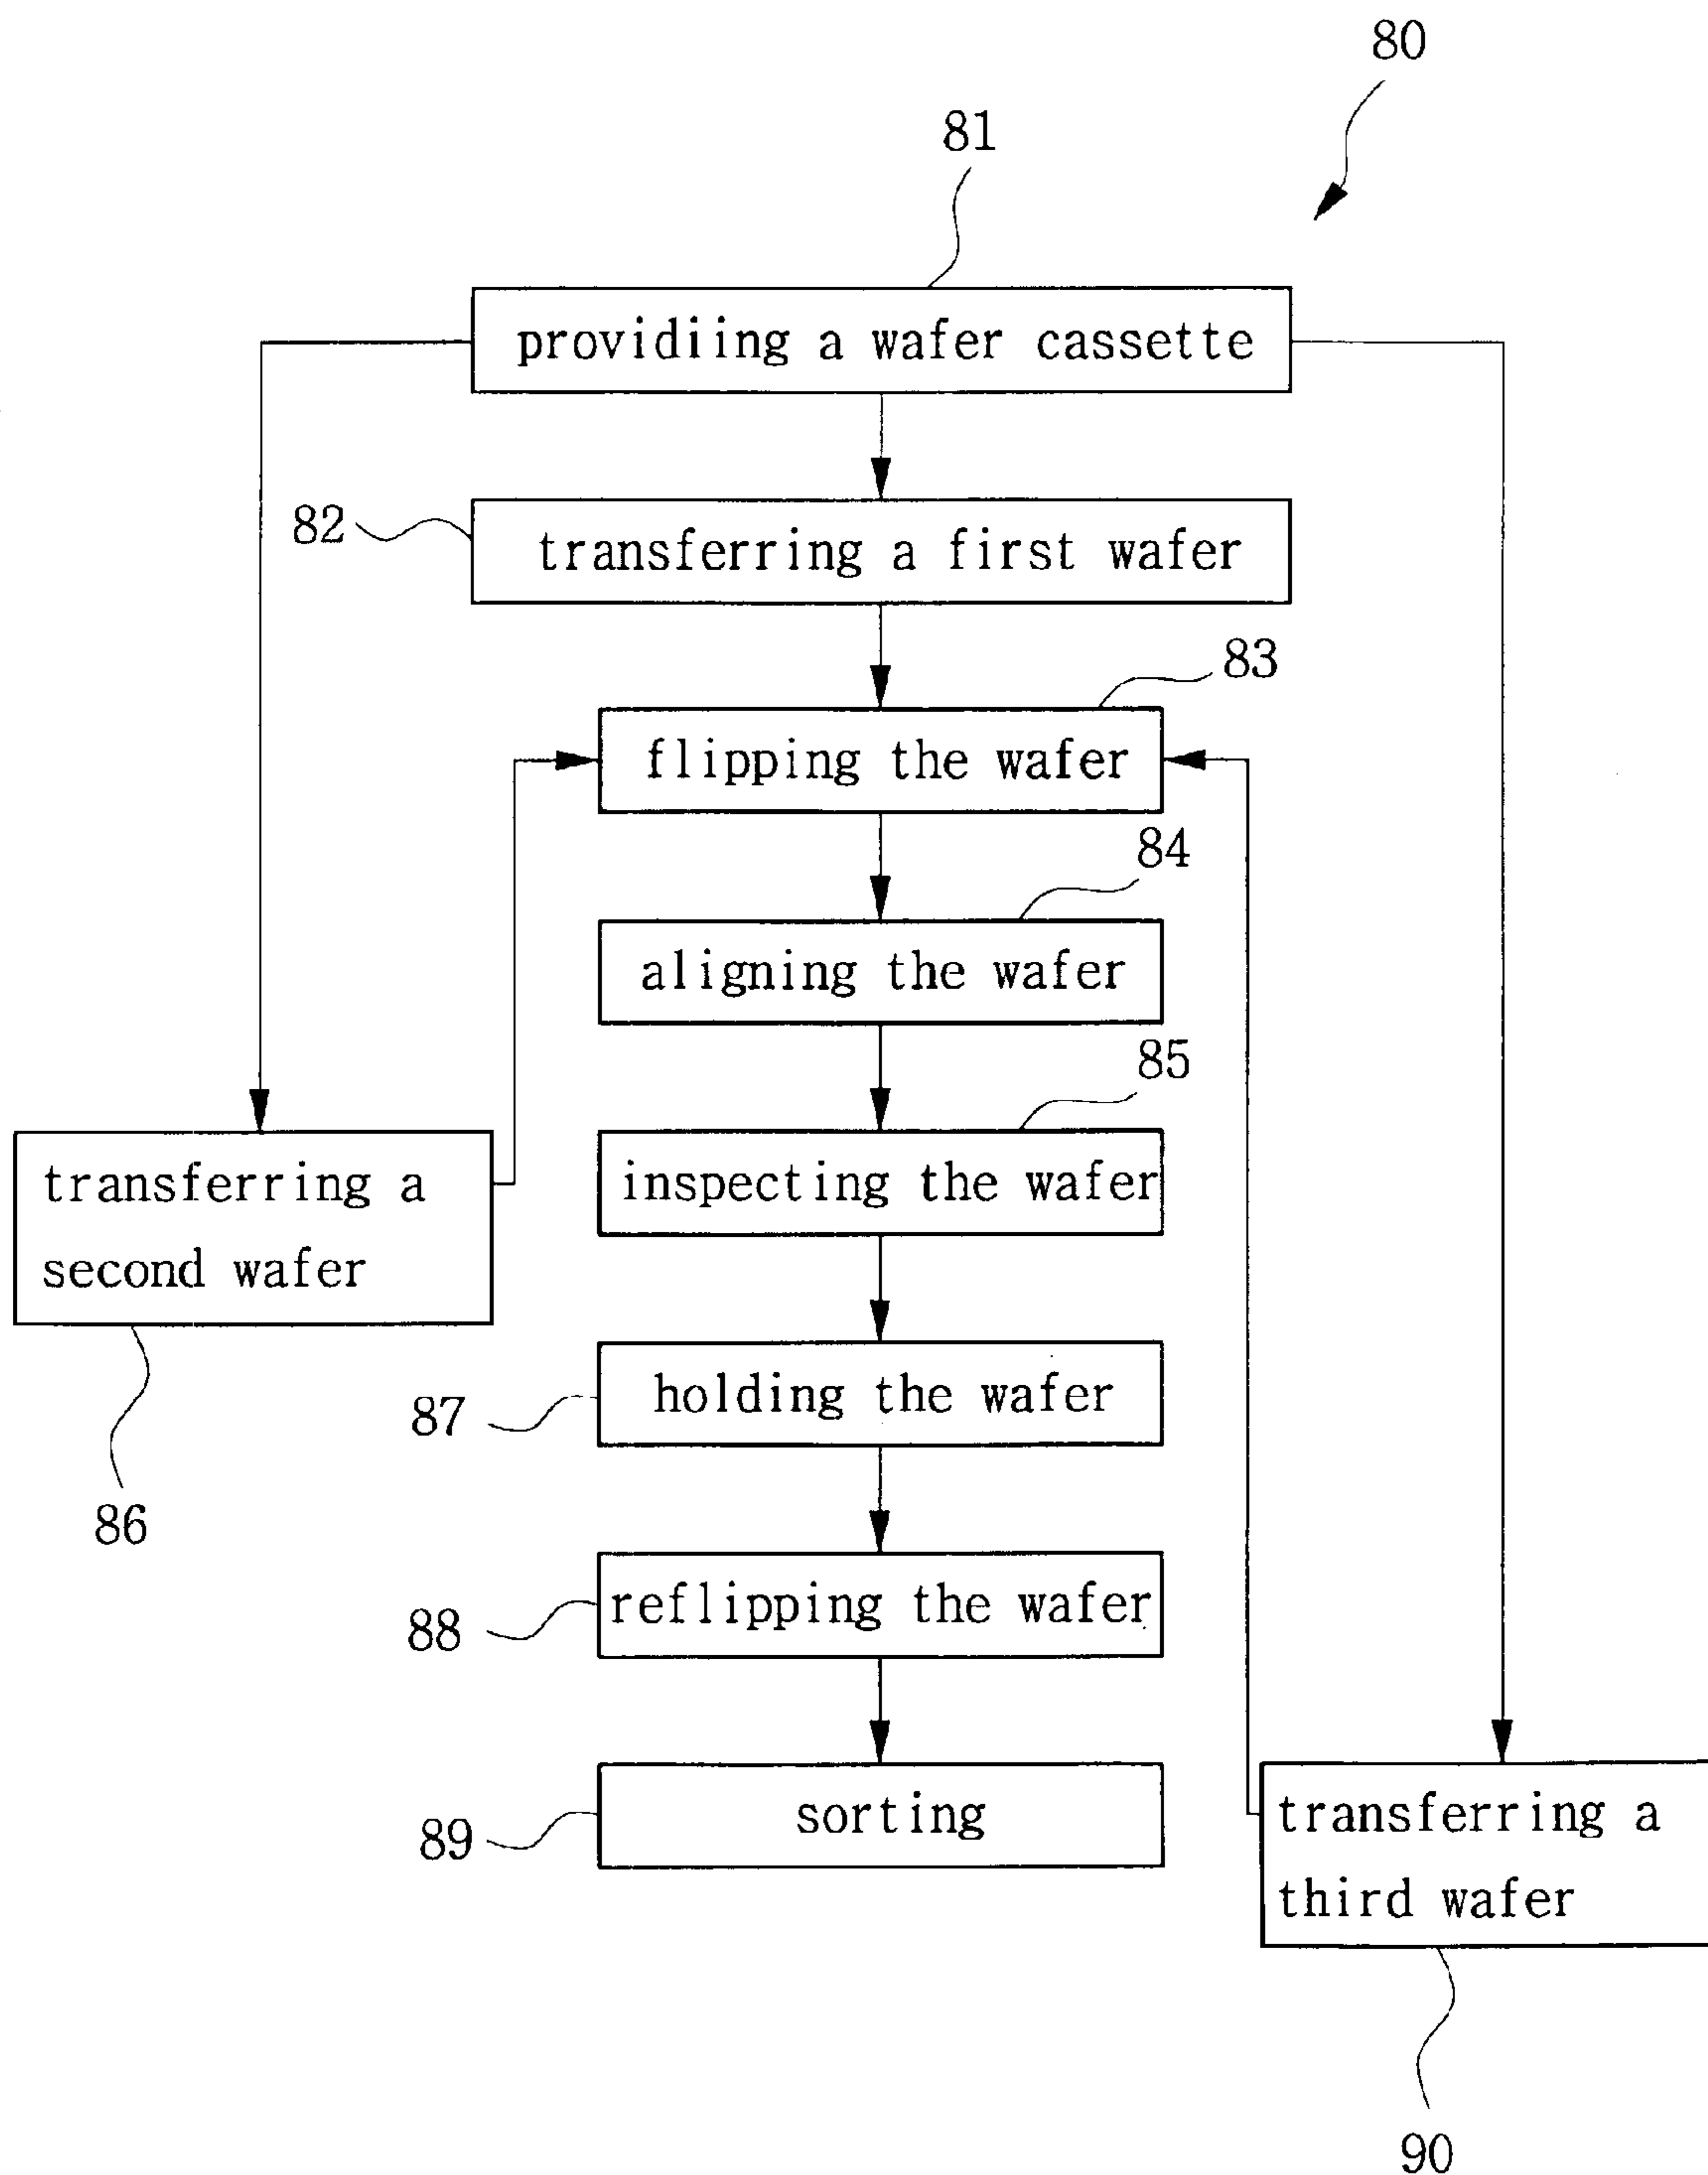 80
81
providiing a wafer cassette
82
transferring a first wafer
83
flipping the wafer
84
aligning the wafer
85
inspecting the wafer
transferring a
second wafer
86
87
holding the wafer
88
reflipping the wafer
89
sorting
transferring a
third wafer
90